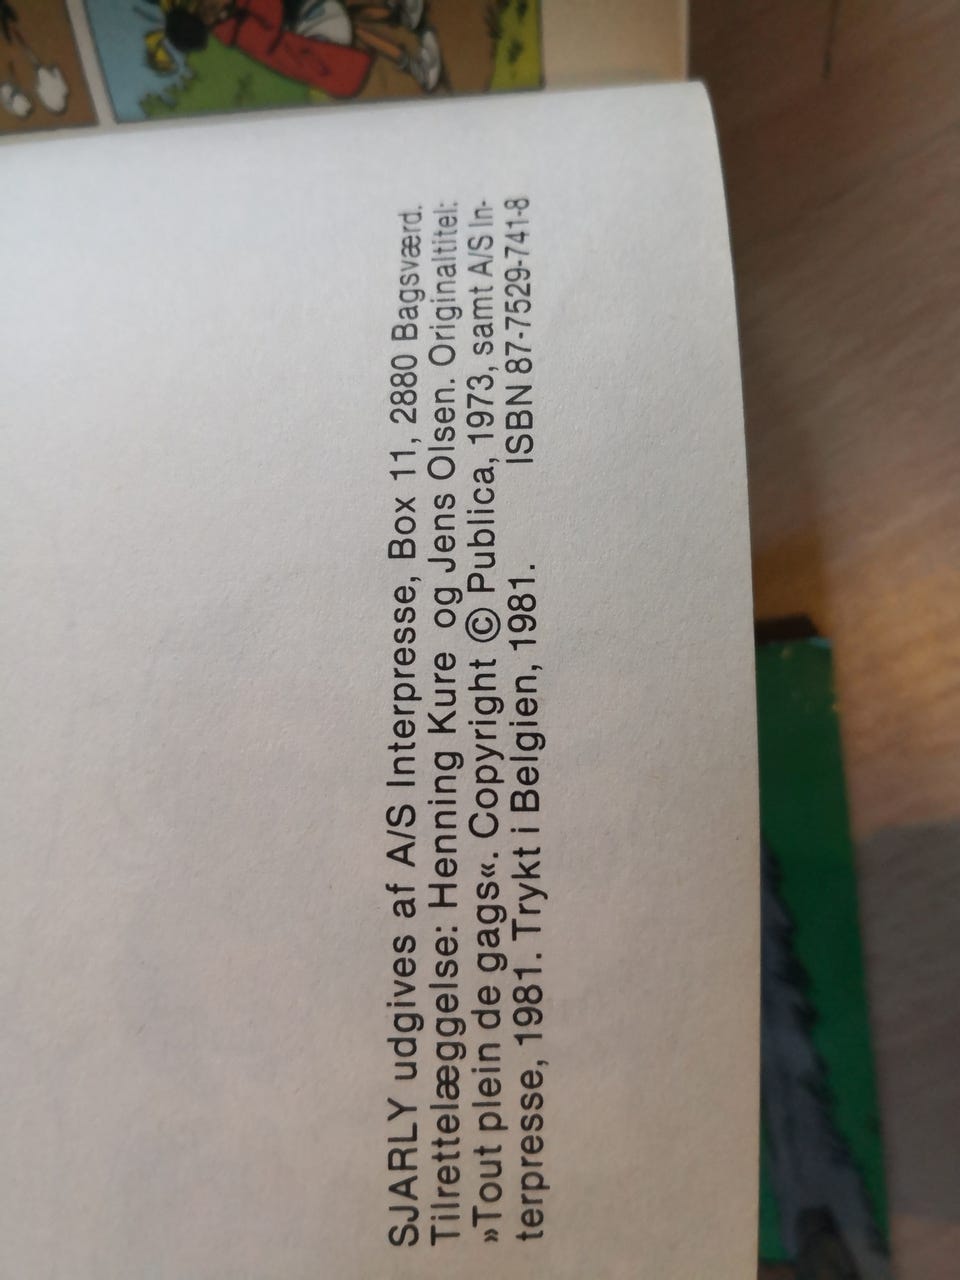 SJARLY udgives af A/S Interpresse, Box 11, 2880 Bagsværd.
Tilrettelæggelse: Henning Kure og Jens Olsen. Originaltitel:
»Tout plein de gags«. Copyright © Publica, 1973, samt A/S In-
terpresse, 1981. Trykt i Belgien, 1981. ISBN 87-7529-741-8